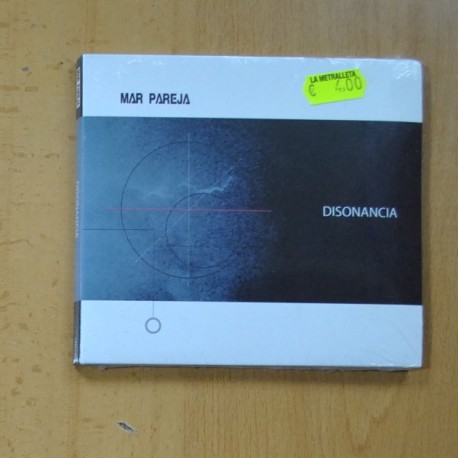 LA METRALLETA
€ 4,00
MAR PAREJA
DISONANCIA